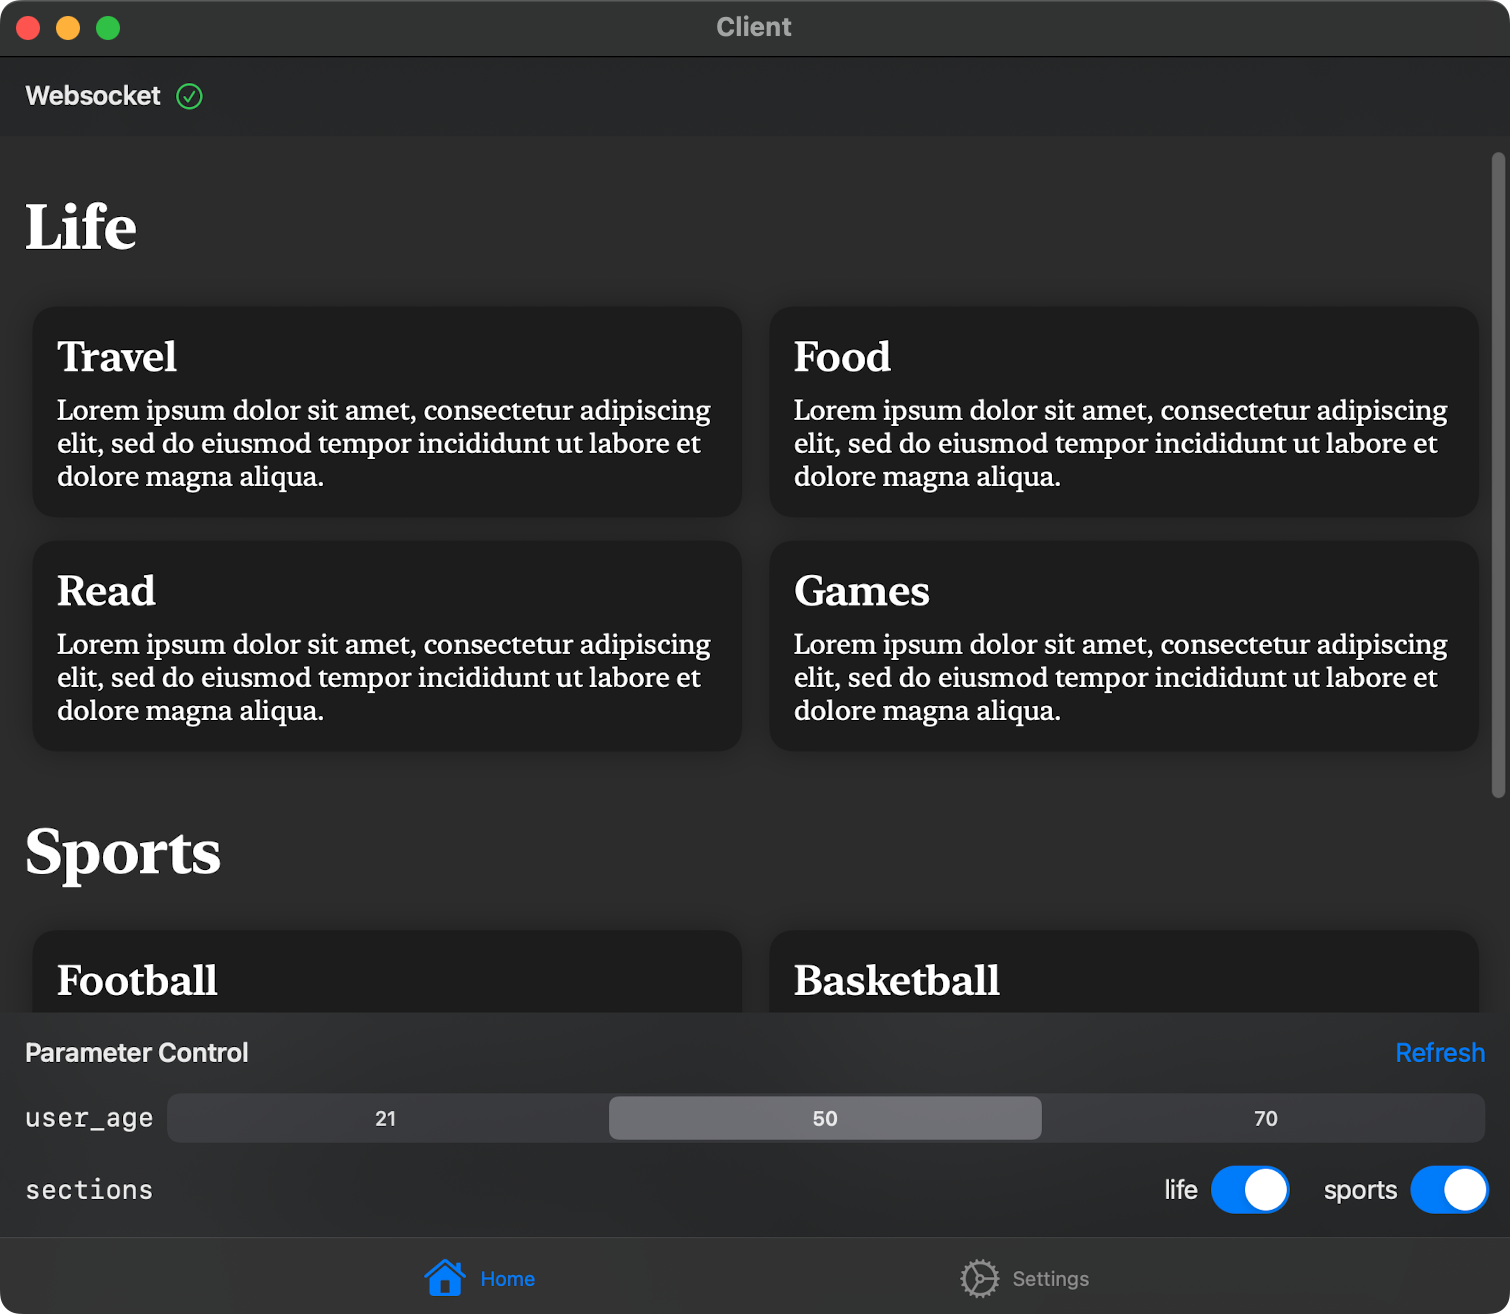 Client
Websocket
Life
Travel
Lorem ipsum dolor sit amet, consectetur adipiscing
elit, sed do eiusmod tempor incididunt ut labore et
dolore magna aliqua.
Food
Lorem ipsum dolor sit amet, consectetur adipiscing
elit, sed do eiusmod tempor incididunt ut labore et
dolore magna aliqua.
Read
Lorem ipsum dolor sit amet, consectetur adipiscing
elit, sed do eiusmod tempor incididunt ut labore et
dolore magna aliqua.
Games
Lorem ipsum dolor sit amet, consectetur adipiscing
elit, sed do eiusmod tempor incididunt ut labore et
dolore magna aliqua.
Sports
Football
Basketball
Parameter Control
Refresh
user_age 21 50 70
sections life sports
Home Settings